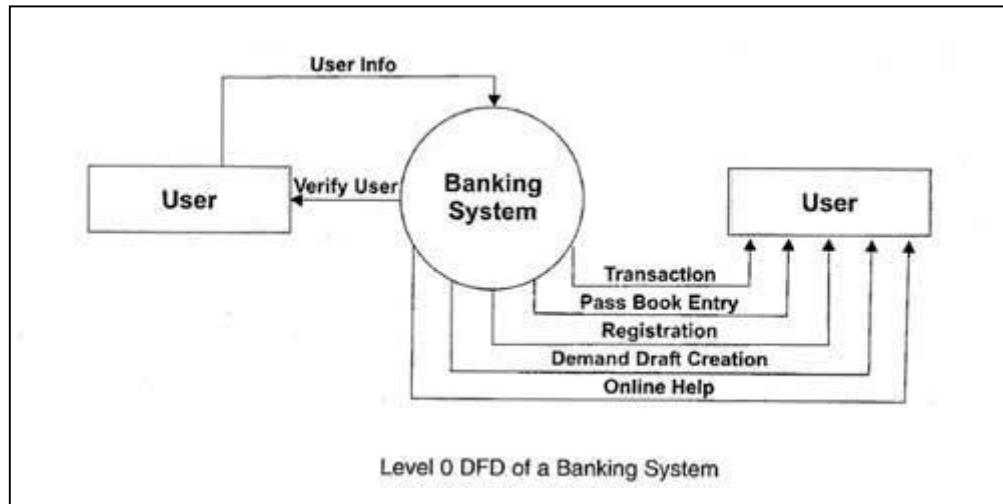 User Info
User
Verify User
Banking
System
User
Transaction
Pass Book Entry
Registration
Demand Draft Creation
Online Help
Level 0 DFD of a Banking System